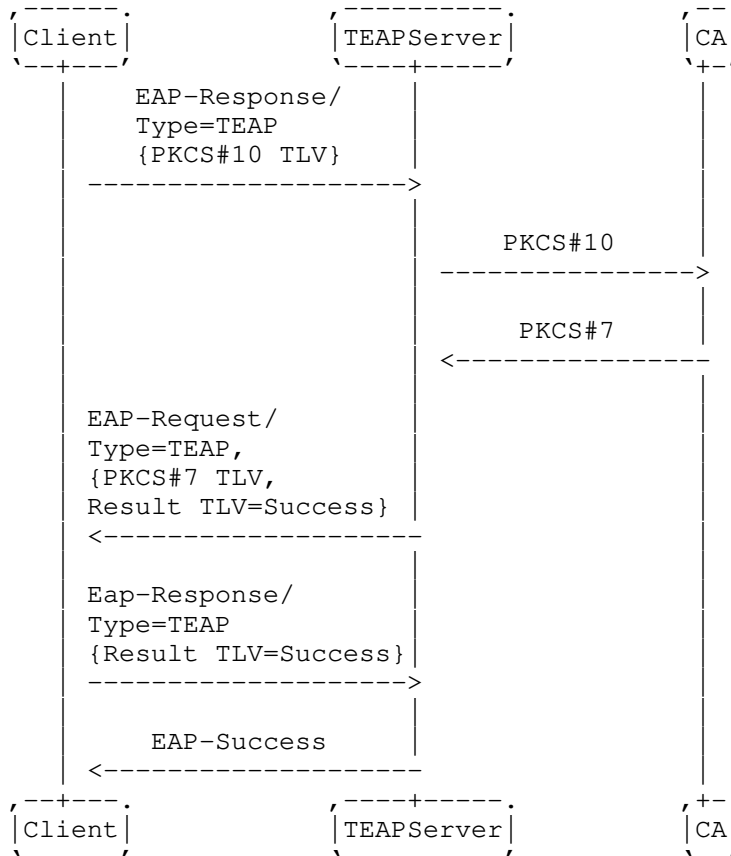 Client TEAPServer CA
EAP-Response/
Type=TEAP
{PKCS#10 TLV}
PKCS#10
PKCS#7
EAP-Request/
Type=TEAP,
{PKCS#7 TLV,
Result TLV=Success}
Eap-Response/
Type=TEAP
{Result TLV=Success}
EAP-Success
Client TEAPServer CA